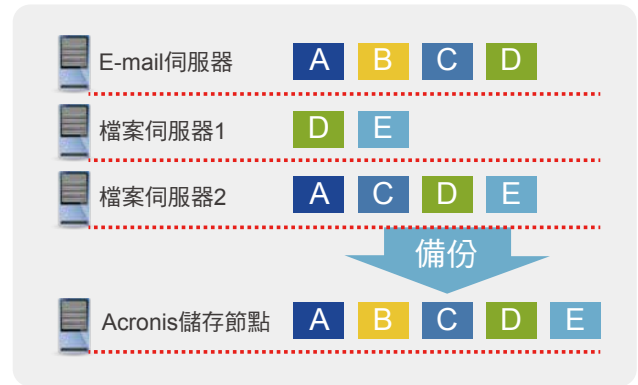 E-mail伺服器 A B C D
檔案伺服器1 D E
檔案伺服器2 A C D E
備份
Acronis儲存節點 A B C D E